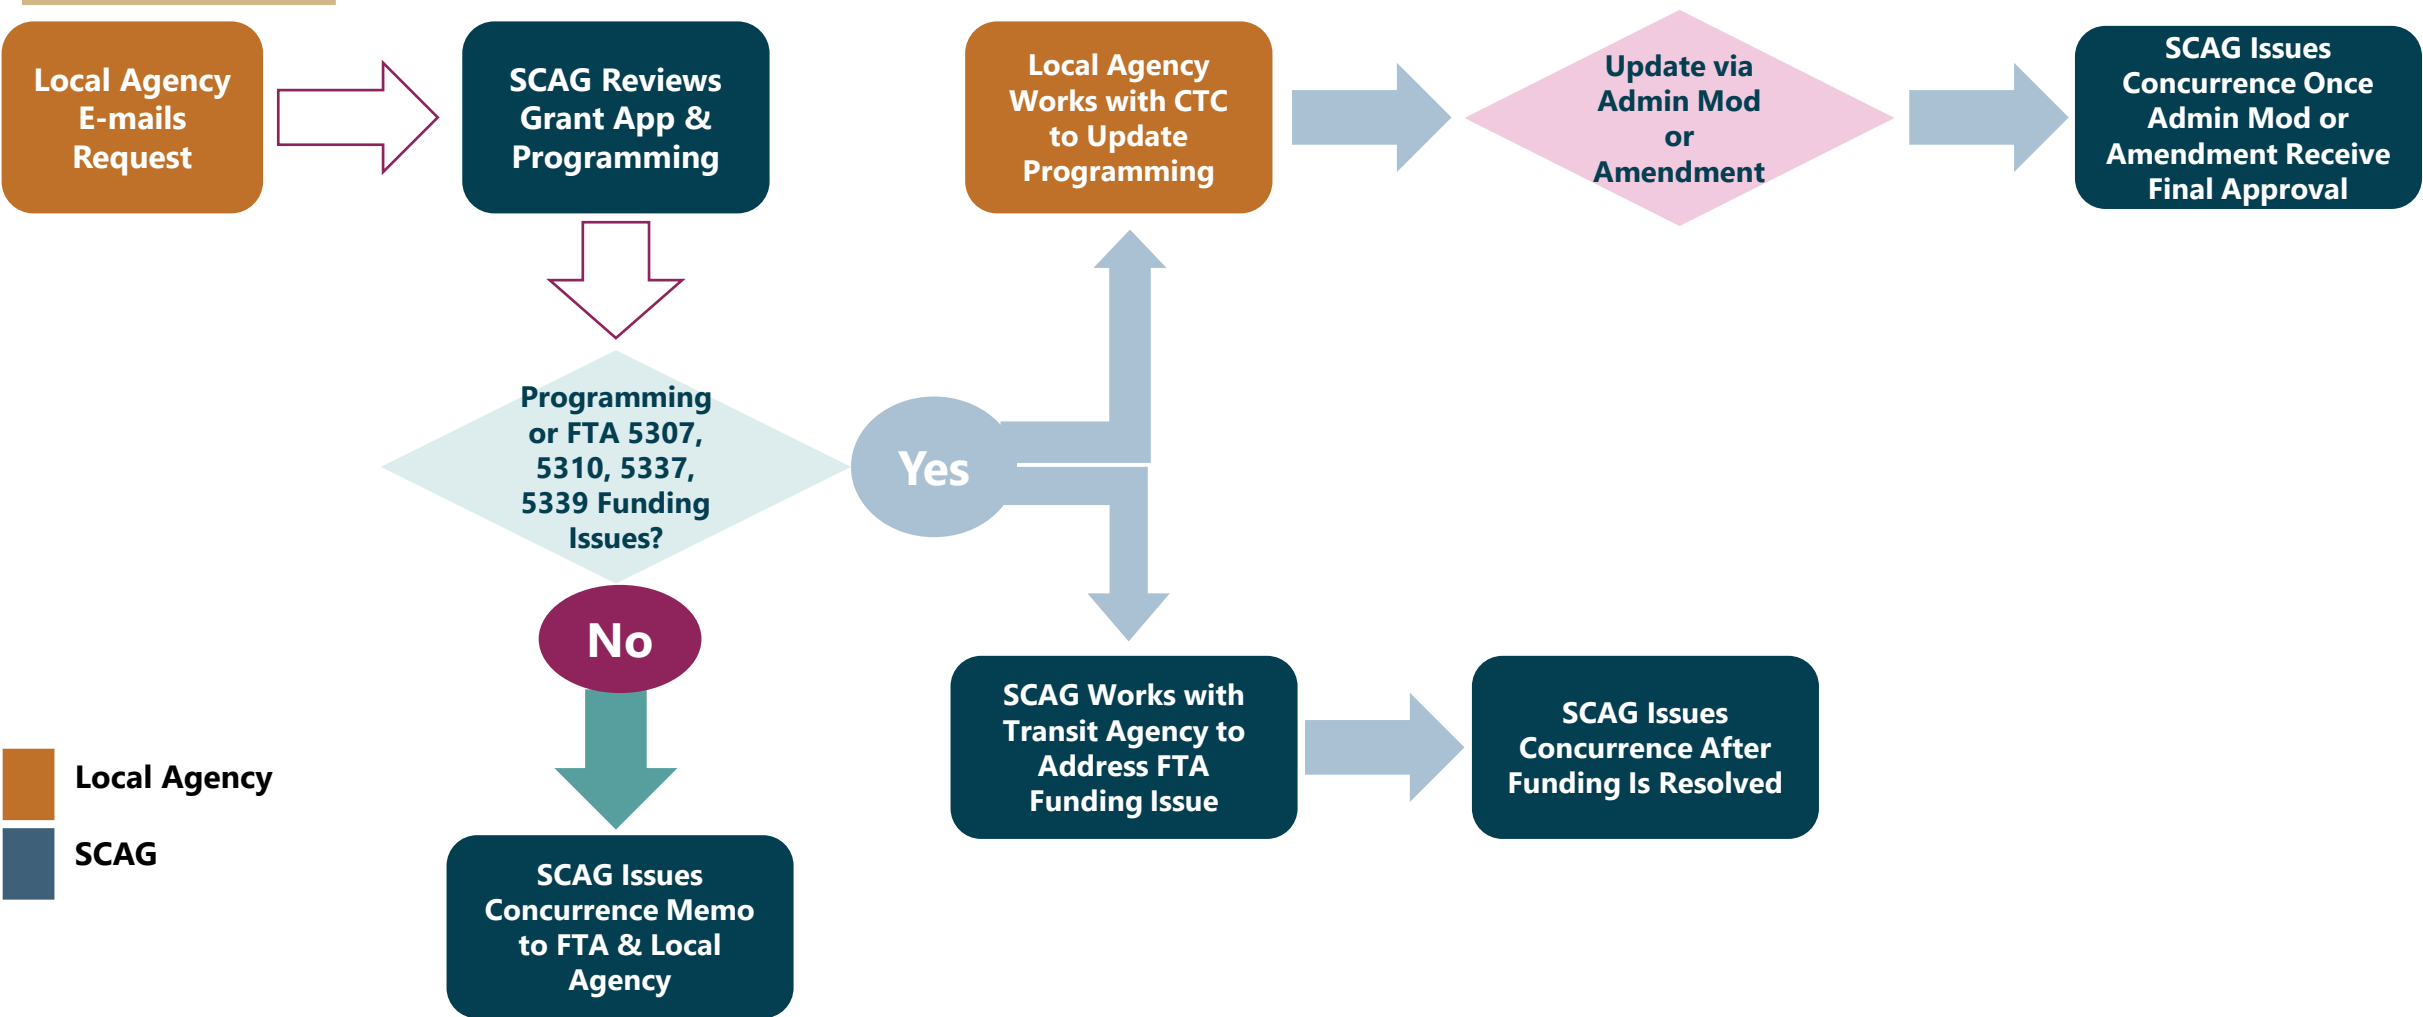 Local Agency
E-mails
Request
SCAG Reviews
Grant App &
Programming
Local Agency
Works with CTC
to Update
Programming
Update via
Admin Mod
or
Amendment
SCAG Issues
Concurrence Once
Admin Mod or
Amendment Receive
Final Approval
Programming
or FTA 5307,
5310, 5337,
5339 Funding
Issues?
Yes
No
SCAG Works with
Transit Agency to
Address FTA
Funding Issue
SCAG Issues
Concurrence After
Funding Is Resolved
SCAG Issues
Concurrence Memo
to FTA & Local
Agency
Local Agency
SCAG